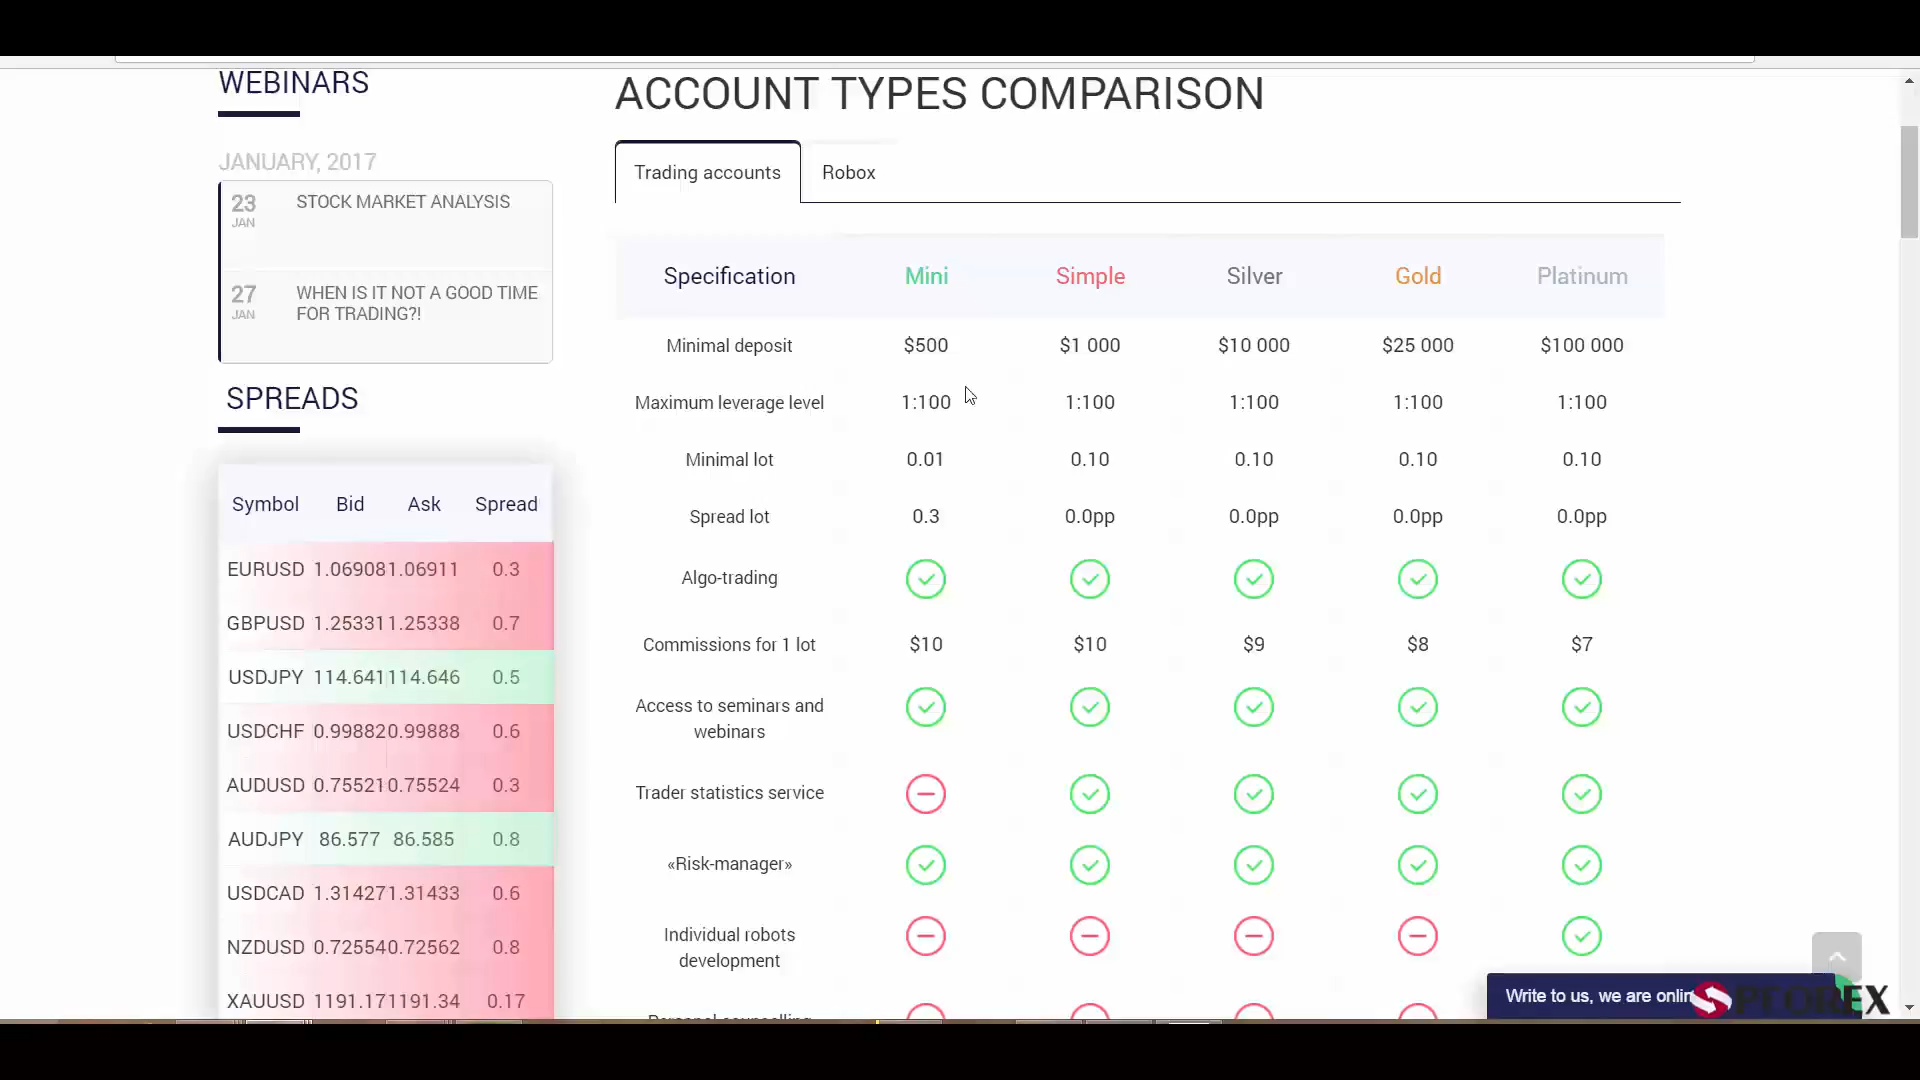 WEBINARS
JANUARY, 2017
23 STOCK MARKET ANALYSIS
JAN
27 WHEN IS IT NOT A GOOD TIME
JAN FOR TRADING?!
SPREADS
Symbol Bid Ask Spread
EURUSD 1.06908 1.06911 0.3
GBPUSD 1.25331 1.25338 0.7
USDJPY 114.641 114.646 0.5
USDCHF 0.99882 0.99888 0.6
AUDUSD 0.75521 0.75524 0.3
AUDJPY 86.577 86.585 0.8
USDCAD 1.31427 1.31433 0.6
NZDUSD 0.72554 0.72562 0.8
XAUUSD 1191.17 1191.34 0.17
ACCOUNT TYPES COMPARISON
Trading accounts Robox
Specification Mini Simple Silver Gold Platinum
Minimal deposit $500 $1 000 $10 000 $25 000 $100 000
Maximum leverage level 1:100 1:100 1:100 1:100 1:100
Minimal lot 0.01 0.10 0.10 0.10 0.10
Spread lot 0.3 0.0pp 0.0pp 0.0pp 0.0pp
Algo-trading
Commissions for 1 lot $10 $10 $9 $8 $7
Access to seminars and
webinars
Trader statistics service
«Risk-manager»
Individual robots
development
Personal counselling
Write to us, we are onlin